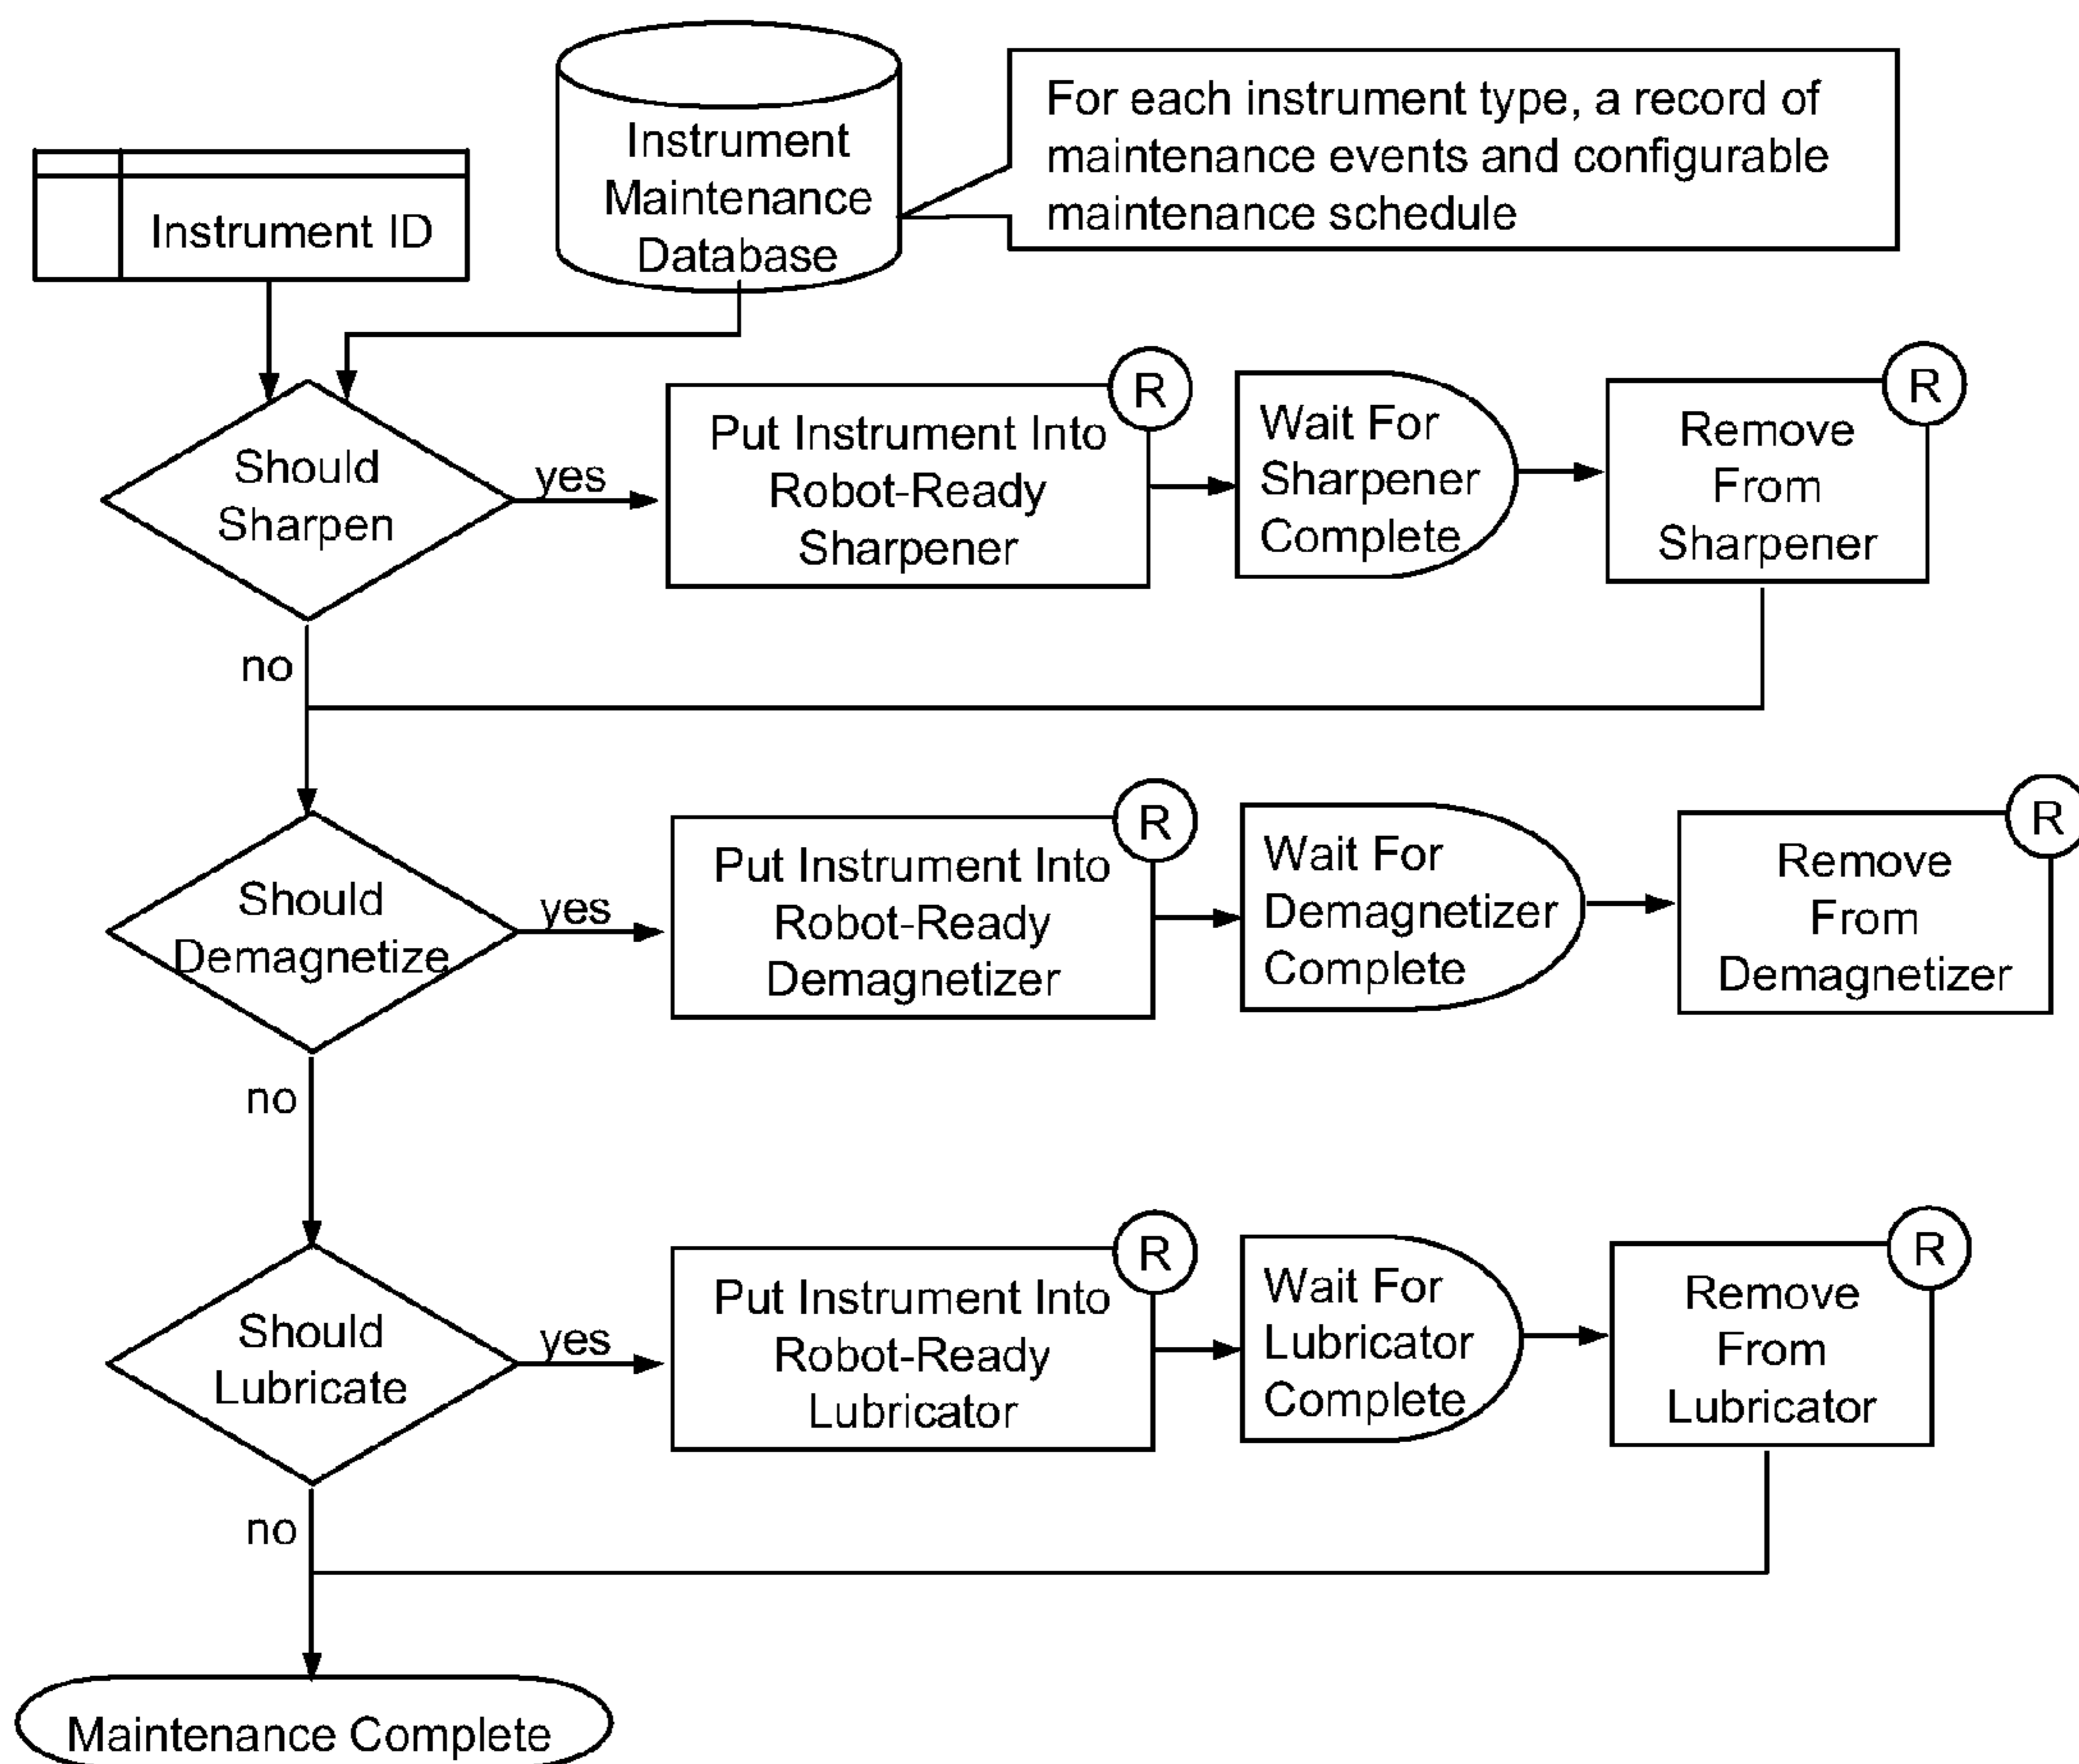 Instrument
Maintenance
Database
For each instrument type, a record of
maintenance events and configurable
maintenance schedule
Instrument ID
Should
Sharpen
yes
no
Put Instrument Into
Robot-Ready
Sharpener
R
Wait For
Sharpener
Complete
Remove
From
Sharpener
R
Should
Demagnetize
yes
no
Put Instrument Into
Robot-Ready
Demagnetizer
R
Wait For
Demagnetizer
Complete
Remove
From
Demagnetizer
R
Should
Lubricate
yes
no
Put Instrument Into
Robot-Ready
Lubricator
R
Wait For
Lubricator
Complete
Remove
From
Lubricator
R
Maintenance Complete